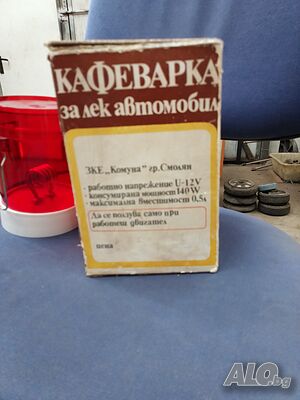 КАФЕВАРКА
за лек автомобил
ЗКЕ „Комуна" гр. Смолян
- работно напрежение U-12V
- консумирана мощност 140W
- максимална вместимост 0,5л
Да се ползува само при
работещ двигател
цена
ALO.bg